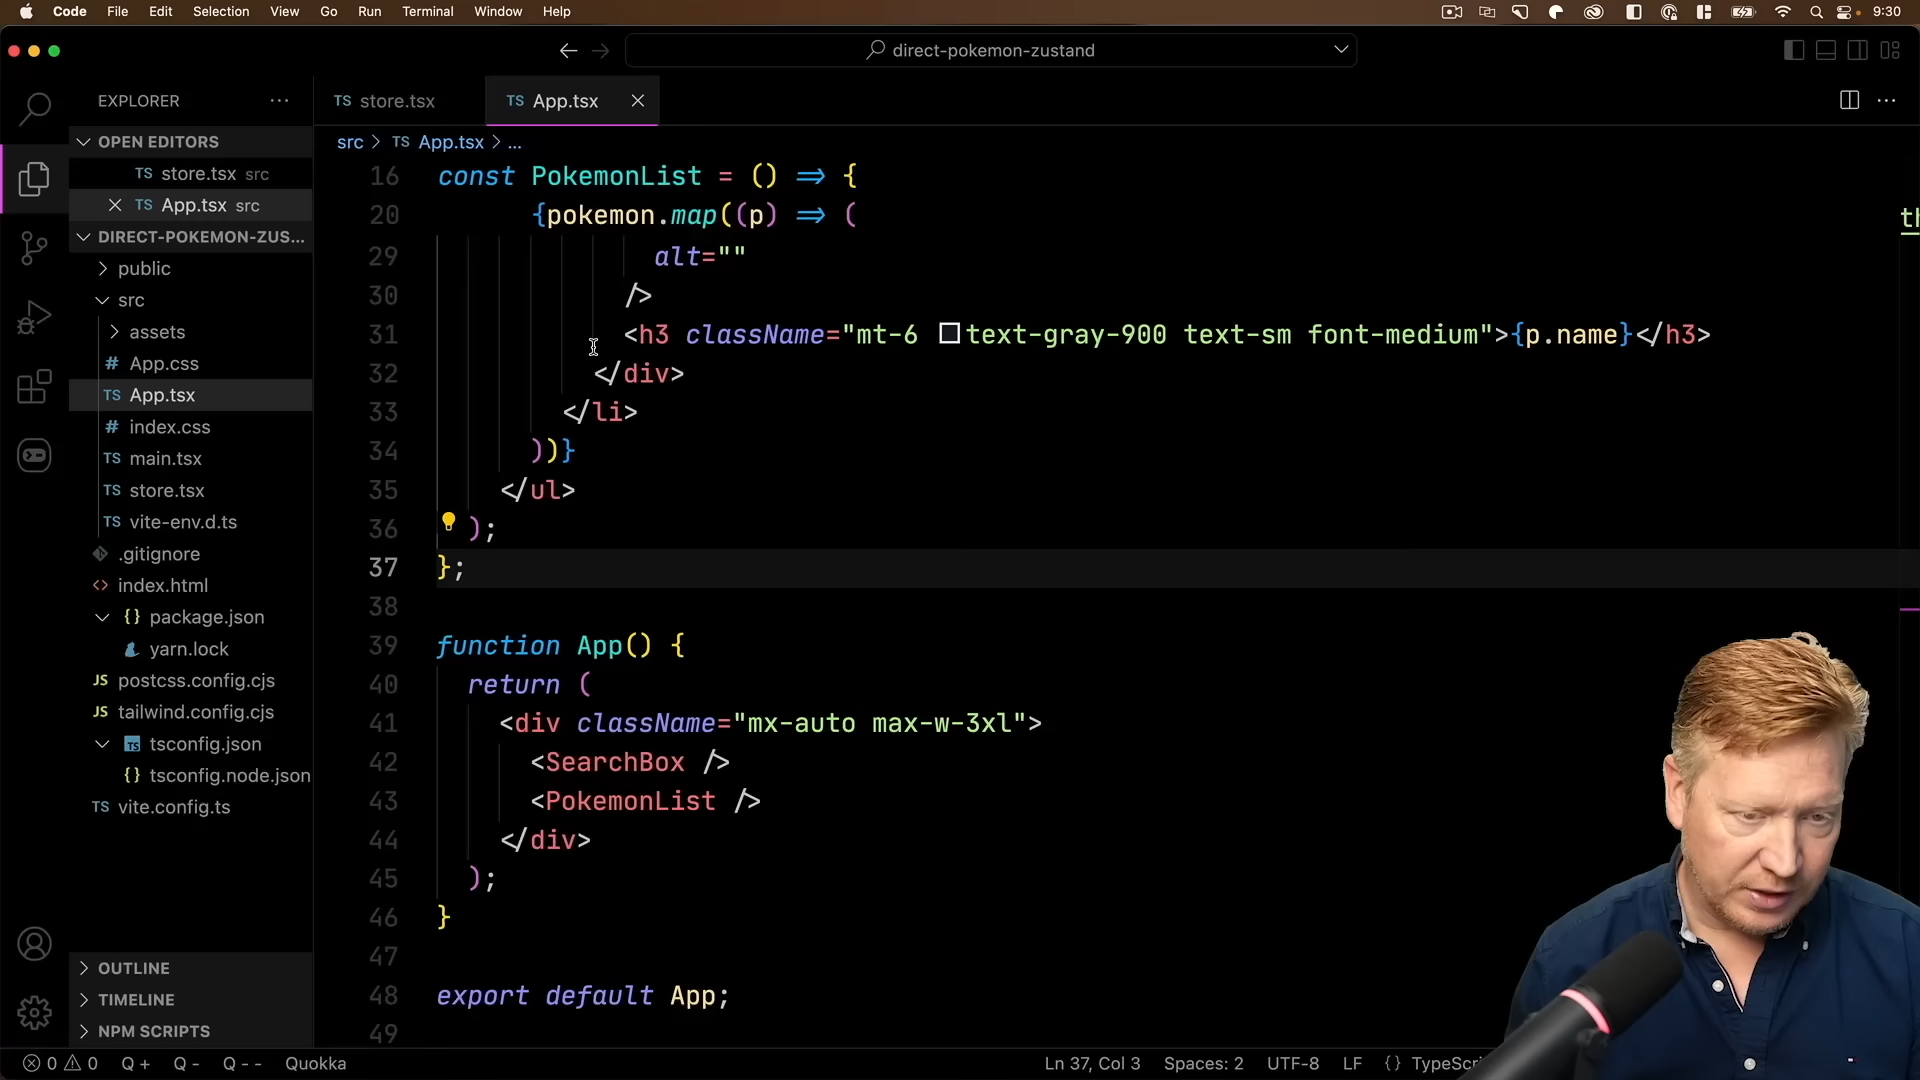 Code File Edit Selection View Go Run Terminal Window Help 9:30
direct-pokemon-zustand
EXPLORER
OPEN EDITORS
TS store.tsx src
TS App.tsx src
DIRECT-POKEMON-ZUS...
public
src
assets
# App.css
TS App.tsx
# index.css
TS main.tsx
TS store.tsx
TS vite-env.d.ts
.gitignore
<> index.html
{} package.json
yarn.lock
JS postcss.config.cjs
JS tailwind.config.cjs
TS tsconfig.json
{} tsconfig.node.json
TS vite.config.ts
OUTLINE
TIMELINE
NPM SCRIPTS
TS store.tsx TS App.tsx
src > TS App.tsx > ...
16 const PokemonList = () => {
20 {pokemon.map((p) => (
29 alt=""
30 />
31 <h3 className="mt-6 text-gray-900 text-sm font-medium">{p.name}</h3>
32 </div>
33 </li>
34 ))}
35 </ul>
36 );
37 };
38
39 function App() {
40 return (
41 <div className="mx-auto max-w-3xl">
42 <SearchBox />
43 <PokemonList />
44 </div>
45 );
46 }
47
48 export default App;
49
0 0 Q+ Q- Q-- Quokka Ln 37, Col 3 Spaces: 2 UTF-8 LF {}